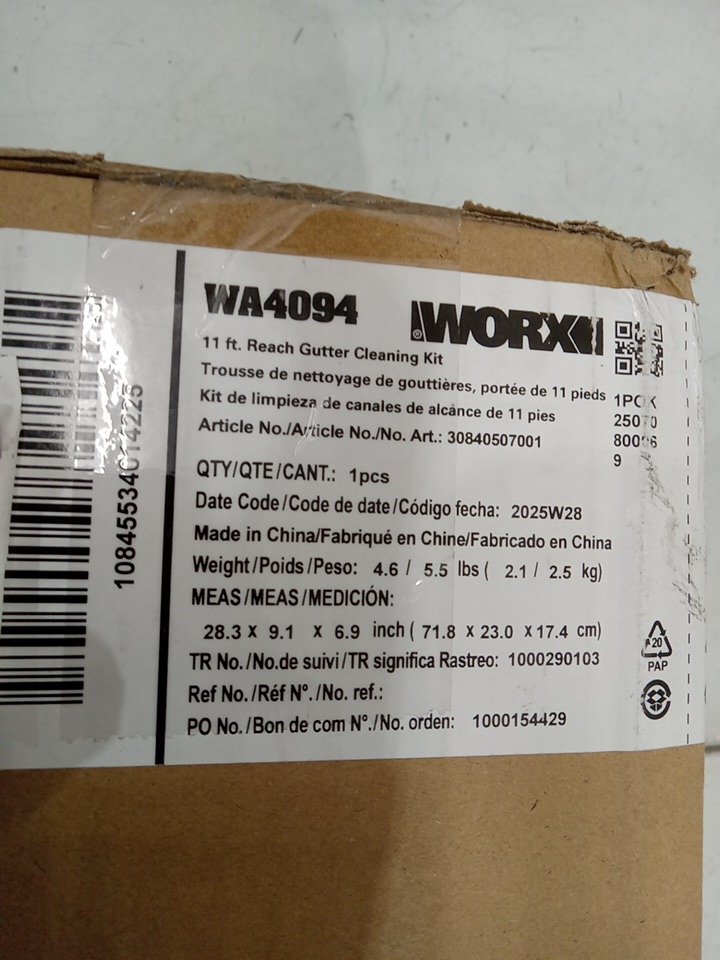 WA4094
WORX
11 ft. Reach Gutter Cleaning Kit
Trousse de nettoyage de gouttières, portée de 11 pieds
Kit de limpieza de canales de alcance de 11 pies
Article No./Article No./No. Art.: 30840507001
QTY/QTE/CANT.: 1pcs
Date Code/Code de date/Código fecha: 2025W28
Made in China/Fabriqué en Chine/Fabricado en China
Weight/Poids/Peso: 4.6 / 5.5 lbs ( 2.1 / 2.5 kg)
MEAS/MEAS/MEDICIÓN:
28.3 x 9.1 x 6.9 inch ( 71.8 x 23.0 x 17.4 cm)
TR No./No.de suivi/TR significa Rastreo: 1000290103
Ref No./Réf N°./No. ref.:
PO No./Bon de com N°./No. orden: 1000154429
9
20
PAP